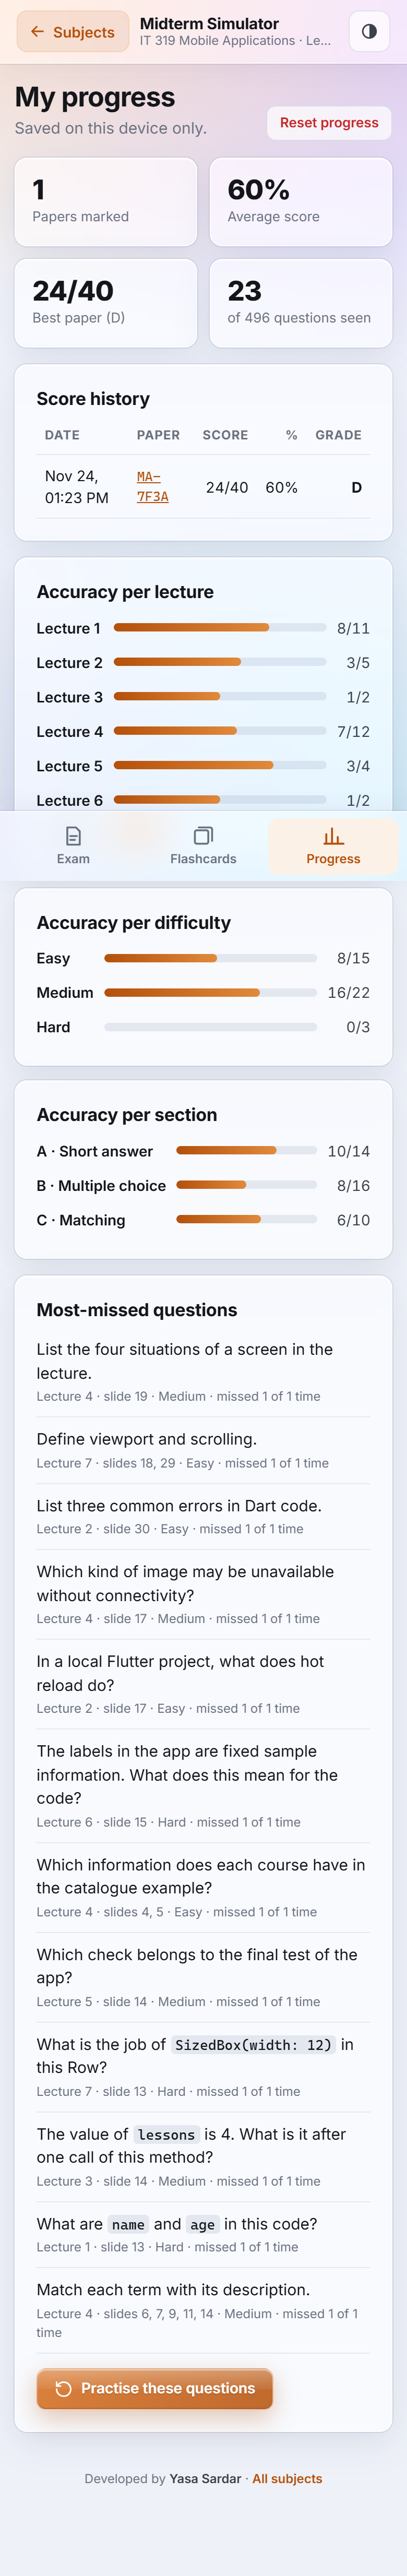 Subjects
Midterm Simulator
IT 319 Mobile Applications · Le...
My progress
Saved on this device only.
Reset progress
1
Papers marked
60%
Average score
24/40
Best paper (D)
23
of 496 questions seen
Score history
DATE PAPER SCORE % GRADE
Nov 24, 01:23 PM MA-7F3A 24/40 60% D
Accuracy per lecture
Lecture 1 8/11
Lecture 2 3/5
Lecture 3 1/2
Lecture 4 7/12
Lecture 5 3/4
Lecture 6 1/2
Exam
Flashcards
Progress
Accuracy per difficulty
Easy 8/15
Medium 16/22
Hard 0/3
Accuracy per section
A · Short answer 10/14
B · Multiple choice 8/16
C · Matching 6/10
Most-missed questions
List the four situations of a screen in the
lecture.
Lecture 4 · slide 19 · Medium · missed 1 of 1 time
Define viewport and scrolling.
Lecture 7 · slides 18, 29 · Easy · missed 1 of 1 time
List three common errors in Dart code.
Lecture 2 · slide 30 · Easy · missed 1 of 1 time
Which kind of image may be unavailable
without connectivity?
Lecture 4 · slide 17 · Medium · missed 1 of 1 time
In a local Flutter project, what does hot
reload do?
Lecture 2 · slide 17 · Easy · missed 1 of 1 time
The labels in the app are fixed sample
information. What does this mean for the
code?
Lecture 6 · slide 15 · Hard · missed 1 of 1 time
Which information does each course have in
the catalogue example?
Lecture 4 · slides 4, 5 · Easy · missed 1 of 1 time
Which check belongs to the final test of the
app?
Lecture 5 · slide 14 · Medium · missed 1 of 1 time
What is the job of SizedBox(width: 12) in
this Row?
Lecture 7 · slide 13 · Hard · missed 1 of 1 time
The value of lessons is 4. What is it after
one call of this method?
Lecture 3 · slide 14 · Medium · missed 1 of 1 time
What are name and age in this code?
Lecture 1 · slide 13 · Hard · missed 1 of 1 time
Match each term with its description.
Lecture 4 · slides 6, 7, 9, 11, 14 · Medium · missed 1 of 1
time
Practise these questions
Developed by Yasa Sardar · All subjects